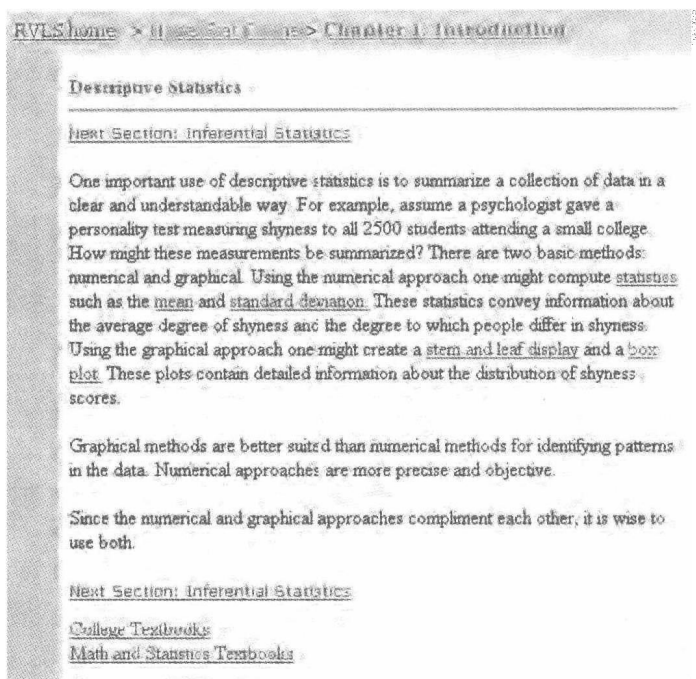 RVLS home > > Chapter 1. Introduction
Descriptive Statistics
Next Section: Inferential Statistics
One important use of descriptive statistics is to summarize a collection of data in a
clear and understandable way. For example, assume a psychologist gave a
personality test measuring shyness to all 2500 students attending a small college.
How might these measurements be summarized? There are two basic methods:
numerical and graphical. Using the numerical approach one might compute statistics
such as the mean and standard deviation. These statistics convey information about
the average degree of shyness and the degree to which people differ in shyness.
Using the graphical approach one might create a stem and leaf display and a box
plot. These plots contain detailed information about the distribution of shyness
scores.
Graphical methods are better suited than numerical methods for identifying patterns
in the data. Numerical approaches are more precise and objective.
Since the numerical and graphical approaches compliment each other, it is wise to
use both.
Next Section: Inferential Statistics
College Textbooks
Math and Statistics Textbooks